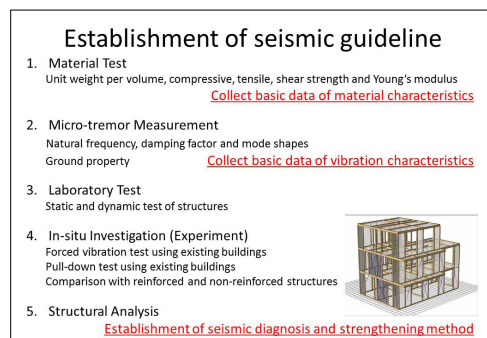 Establishment of seismic guideline
1. Material Test
Unit weight per volume, compressive, tensile, shear strength and Young's modulus
Collect basic data of material characteristics
2. Micro-tremor Measurement
Natural frequency, damping factor and mode shapes
Ground property Collect basic data of vibration characteristics
3. Laboratory Test
Static and dynamic test of structures
4. In-situ Investigation (Experiment)
Forced vibration test using existing buildings
Pull-down test using existing buildings
Comparison with reinforced and non-reinforced structures
5. Structural Analysis
Establishment of seismic diagnosis and strengthening method